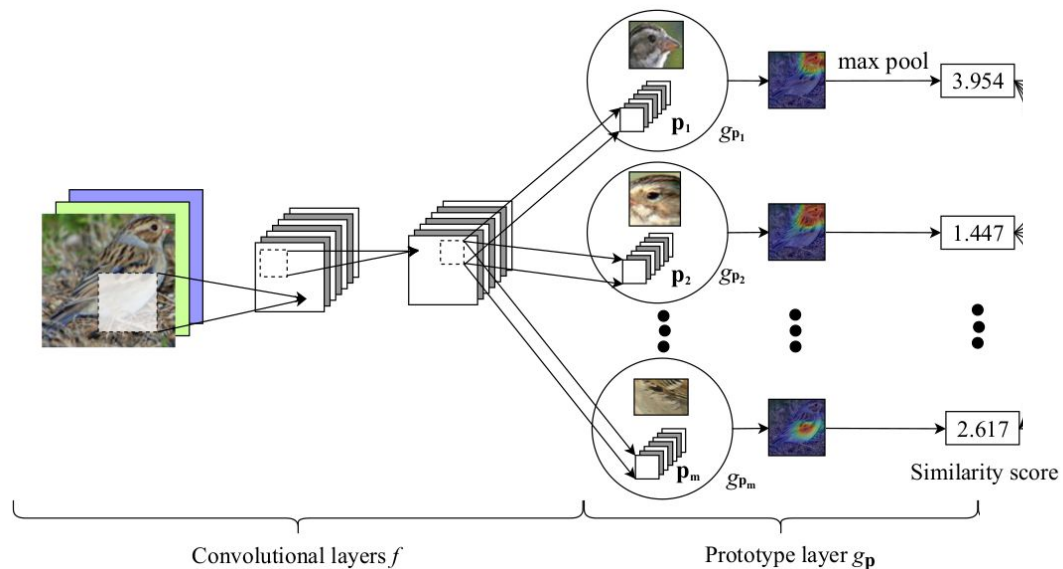 max pool
3.954
p₁
gₚ₁
1.447
p₂
gₚ₂
2.617
pₘ
gₚₘ
Similarity score
Convolutional layers f
Prototype layer gₚ